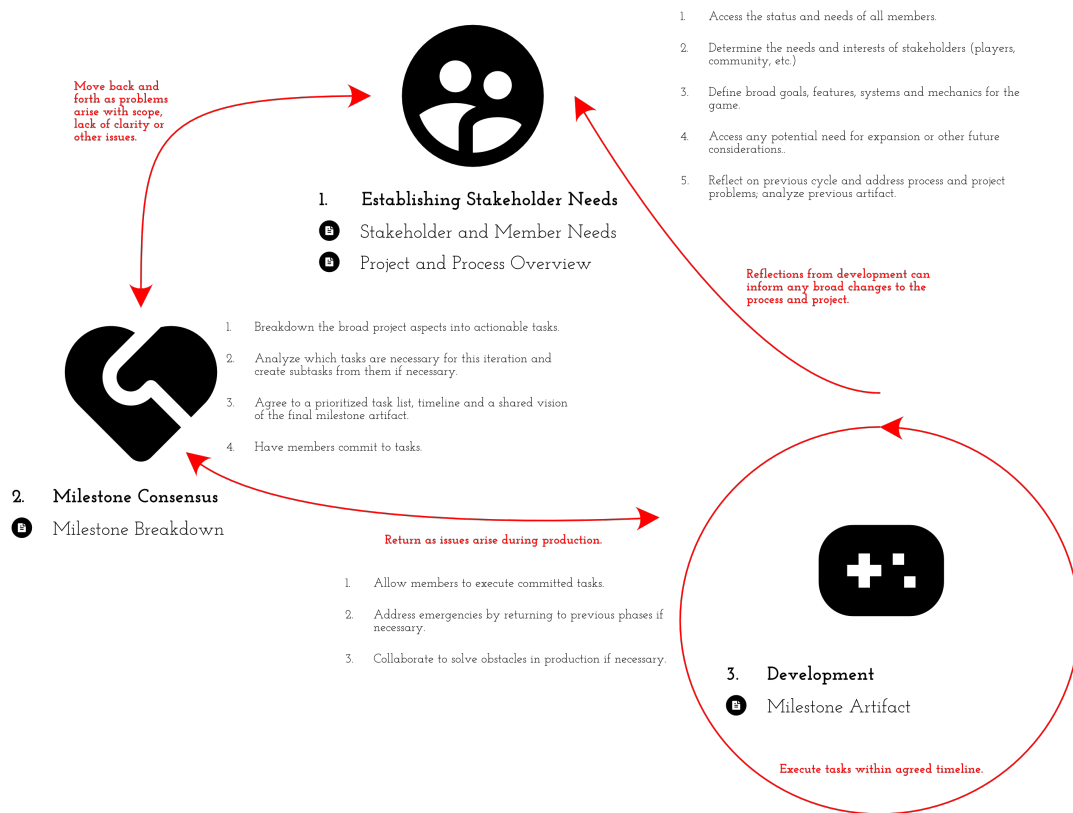 1. Access the status and needs of all members.
2. Determine the needs and interests of stakeholders (players,
community, etc.)
3. Define broad goals, features, systems and mechanics for the
game.
4. Access any potential need for expansion or other future
considerations..
5. Reflect on previous cycle and address process and project
problems; analyze previous artifact.
Move back and
forth as problems
arise with scope,
lack of clarity or
other issues.
1. Establishing Stakeholder Needs
Stakeholder and Member Needs
Project and Process Overview
Reflections from development can
inform any broad changes to the
process and project.
1. Breakdown the broad project aspects into actionable tasks.
2. Analyze which tasks are necessary for this iteration and
create subtasks from them if necessary.
3. Agree to a prioritized task list, timeline and a shared vision
of the final milestone artifact.
4. Have members commit to tasks.
2. Milestone Consensus
Milestone Breakdown
Return as issues arise during production.
1. Allow members to execute committed tasks.
2. Address emergencies by returning to previous phases if
necessary.
3. Collaborate to solve obstacles in production if necessary.
3. Development
Milestone Artifact
Execute tasks within agreed timeline.